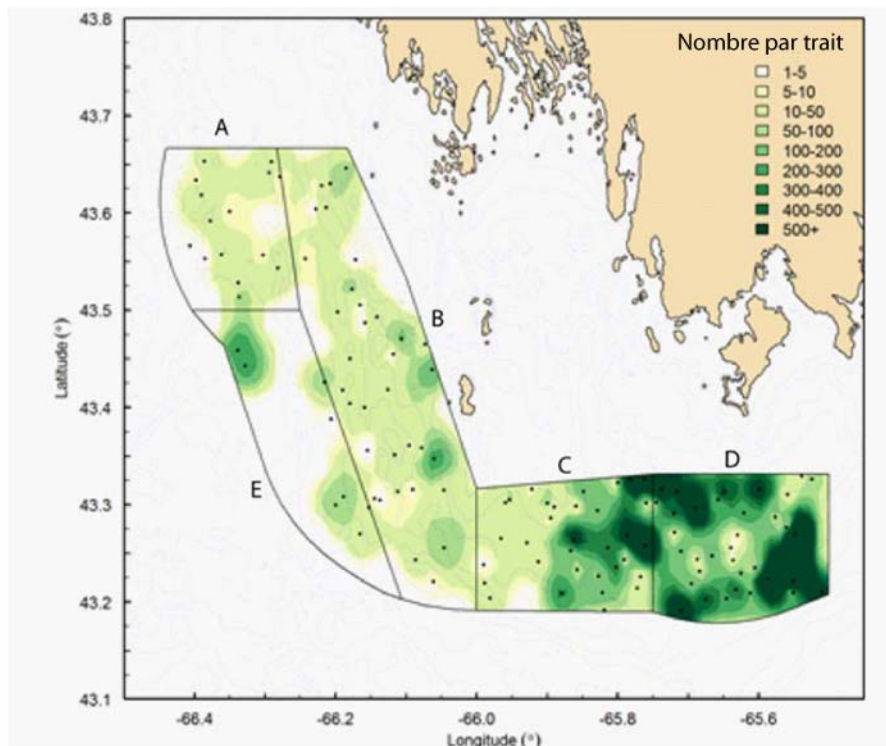 Nombre par trait
1-5
5-10
10-50
50-100
100-200
200-300
300-400
400-500
500+
A
B
C
D
E
43.8
43.7
43.6
43.5
43.4
43.3
43.2
43.1
Latitude (°)
-66.4
-66.2
-66.0
-65.8
-65.6
Longitude (°)